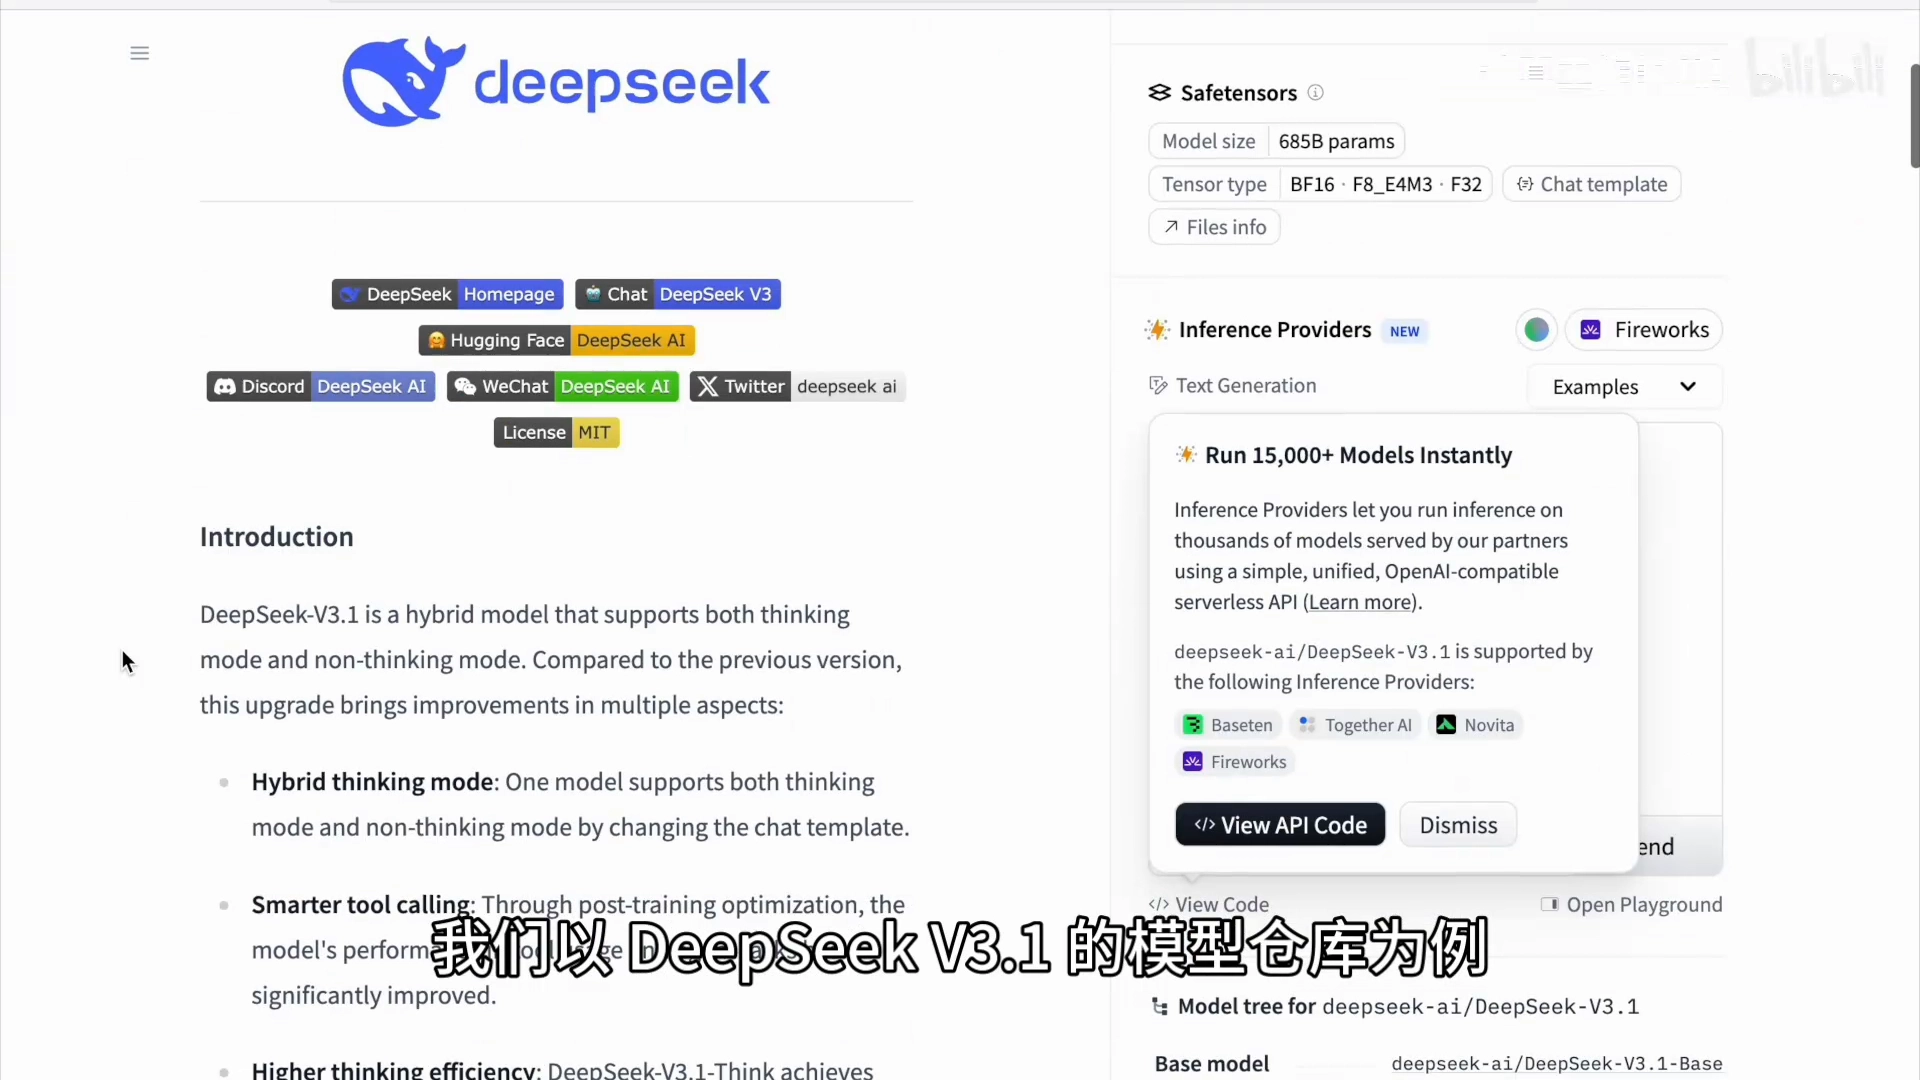 deepseek
DeepSeek Homepage
Chat DeepSeek V3
Hugging Face DeepSeek AI
Discord DeepSeek AI
WeChat DeepSeek AI
Twitter deepseek ai
License MIT
Introduction
DeepSeek-V3.1 is a hybrid model that supports both thinking
mode and non-thinking mode. Compared to the previous version,
this upgrade brings improvements in multiple aspects:
Hybrid thinking mode: One model supports both thinking
mode and non-thinking mode by changing the chat template.
Smarter tool calling: Through post-training optimization, the
model's
significantly improved.
Higher thinking efficiency: DeepSeek-V3.1-Think achieves
bilibili
Safetensors
Model size 685B params
Tensor type BF16 · F8_E4M3 · F32
Chat template
Files info
Inference Providers NEW
Fireworks
Text Generation
Examples
Run 15,000+ Models Instantly
Inference Providers let you run inference on
thousands of models served by our partners
using a simple, unified, OpenAI-compatible
serverless API (Learn more).
deepseek-ai/DeepSeek-V3.1 is supported by
the following Inference Providers:
Baseten
Together AI
Novita
Fireworks
</> View API Code
Dismiss
end
</> View Code
Open Playground
Model tree for deepseek-ai/DeepSeek-V3.1
Base model
deepseek-ai/DeepSeek-V3.1-Base
我们以 DeepSeek V3.1 的模型仓库为例